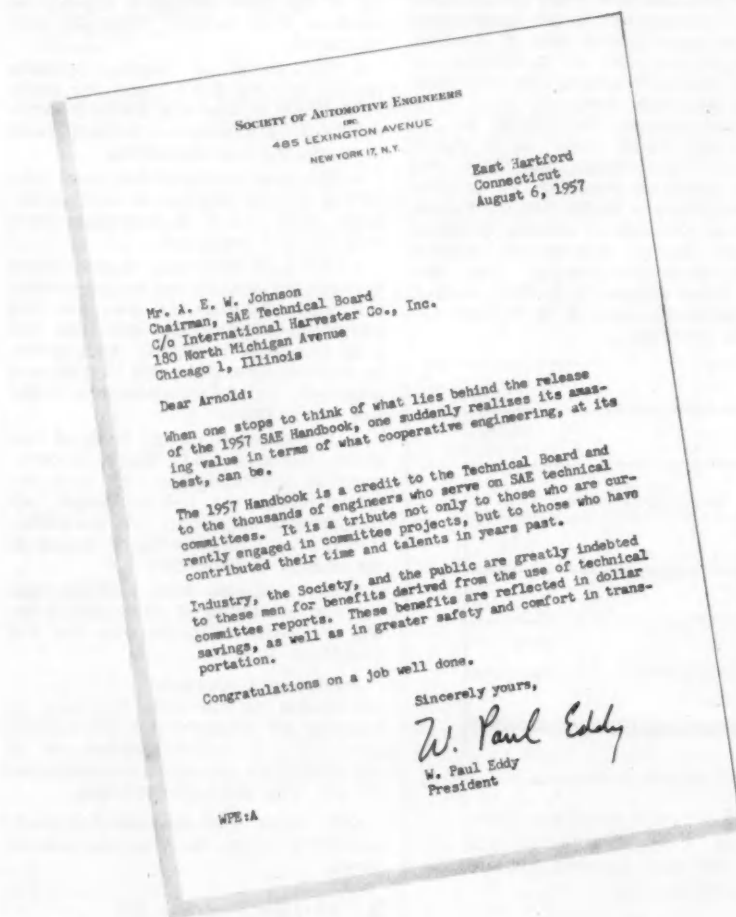 SOCIETY OF AUTOMOTIVE ENGINEERS
INC.
485 LEXINGTON AVENUE
NEW YORK 17, N.Y.
East Hartford
Connecticut
August 6, 1957
Mr. A. E. W. Johnson
Chairman, SAE Technical Board
C/o International Harvester Co., Inc.
180 North Michigan Avenue
Chicago 1, Illinois
Dear Arnold:
When one stops to think of what lies behind the release
of the 1957 SAE Handbook, one suddenly realizes its amaz-
ing value in terms of what cooperative engineering, at its
best, can be.
The 1957 Handbook is a credit to the Technical Board and
to the thousands of engineers who serve on SAE technical
committees. It is a tribute not only to those who are cur-
rently engaged in committee projects, but to those who have
contributed their time and talents in years past.
Industry, the Society, and the public are greatly indebted
to these men for benefits derived from the use of technical
committee reports. These benefits are reflected in dollar
savings, as well as in greater safety and comfort in trans-
portation.
Congratulations on a job well done.
Sincerely yours,
W. Paul Eddy
W. Paul Eddy
President
WPE:A